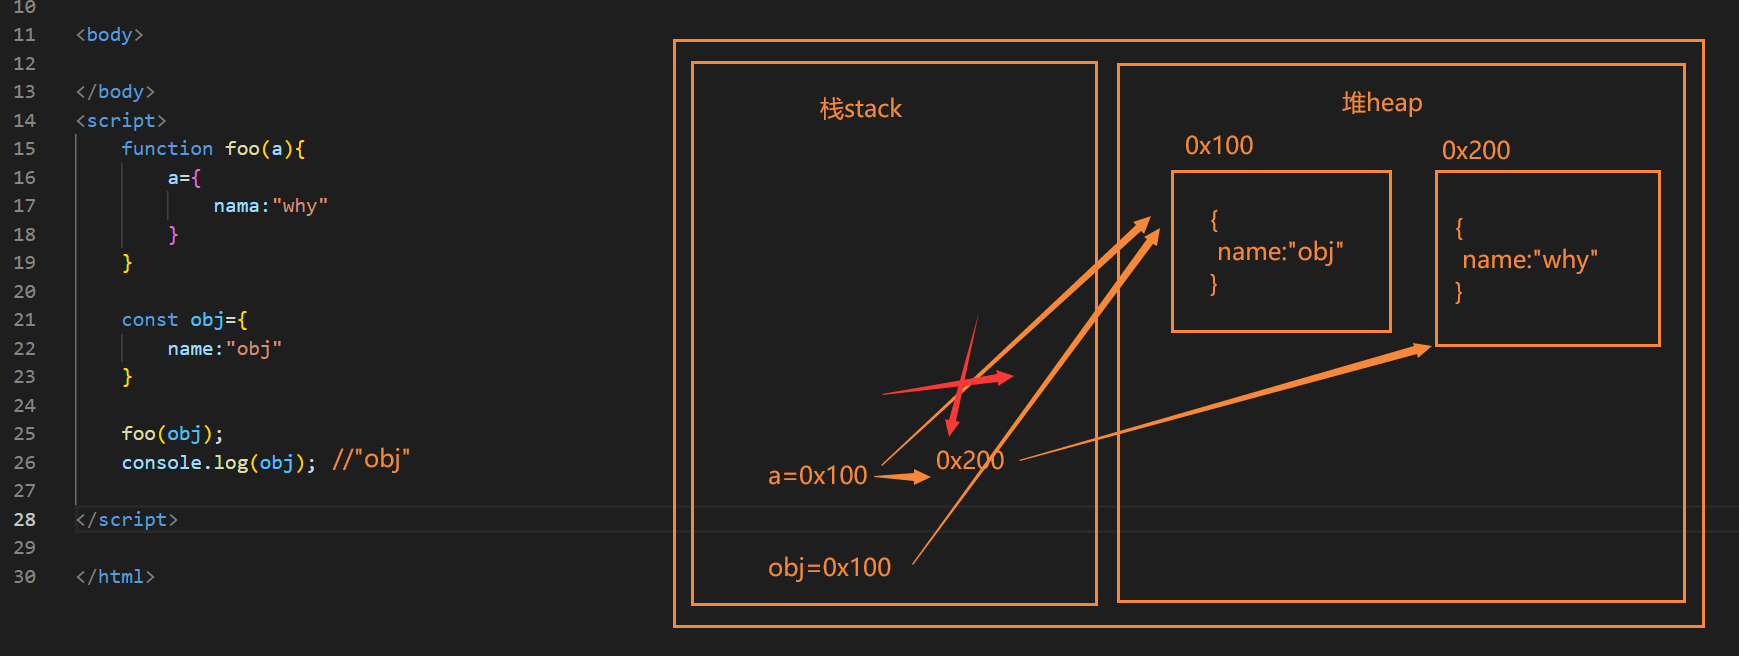 10
11 <body>
12
13 </body>
14 <script>
15 function foo(a){
16 a={
17 nama:"why"
18 }
19 }
20
21 const obj={
22 name:"obj"
23 }
24
25 foo(obj);
26 console.log(obj); //"obj"
27
28 </script>
29
30 </html>
栈stack
a=0x100
0x200
obj=0x100
堆heap
0x100
{
name:"obj"
}
0x200
{
name:"why"
}